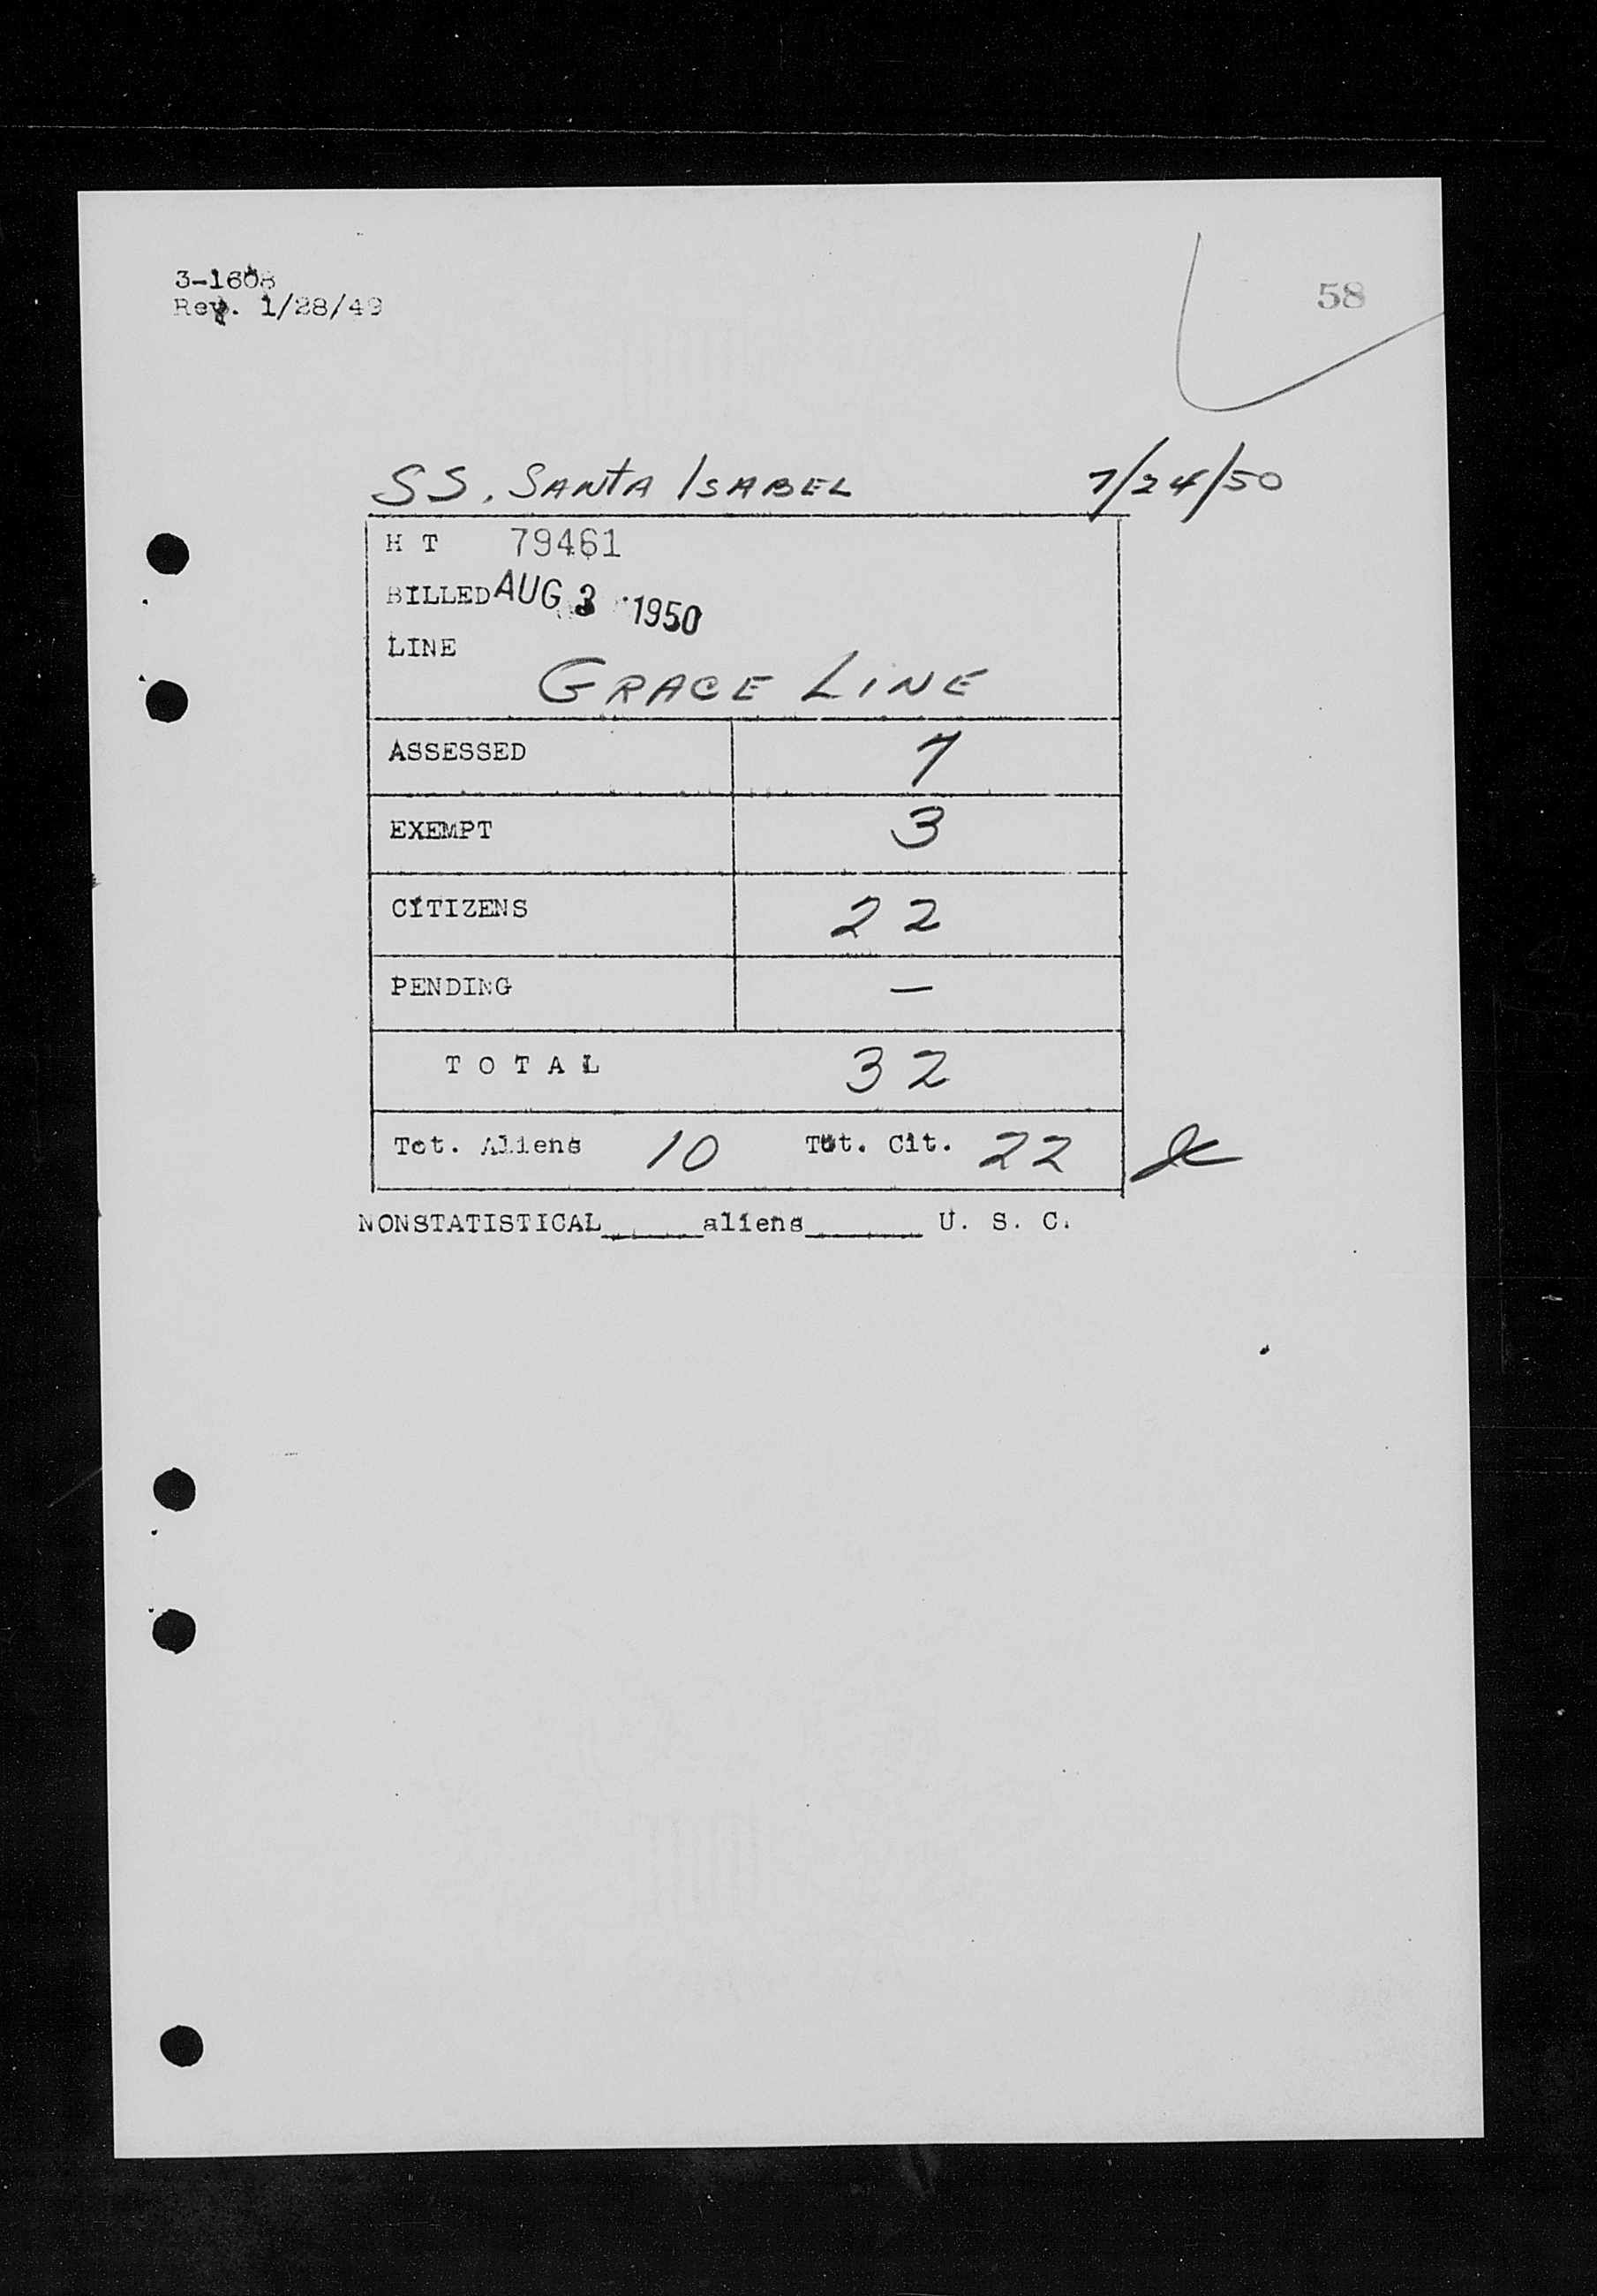 3-1608
Rev. 1/28/49
58
SS. SANTA ISABEL 7/24/50
H T 79461
BILLED AUG 3 1950
LINE
GRACE LINE
ASSESSED 7
EXEMPT 3
CITIZENS 22
PENDING —
TOTAL 32
Tot. Aliens 10 Tot. Cit. 22
NONSTATISTICAL_____aliens______ U. S. C.